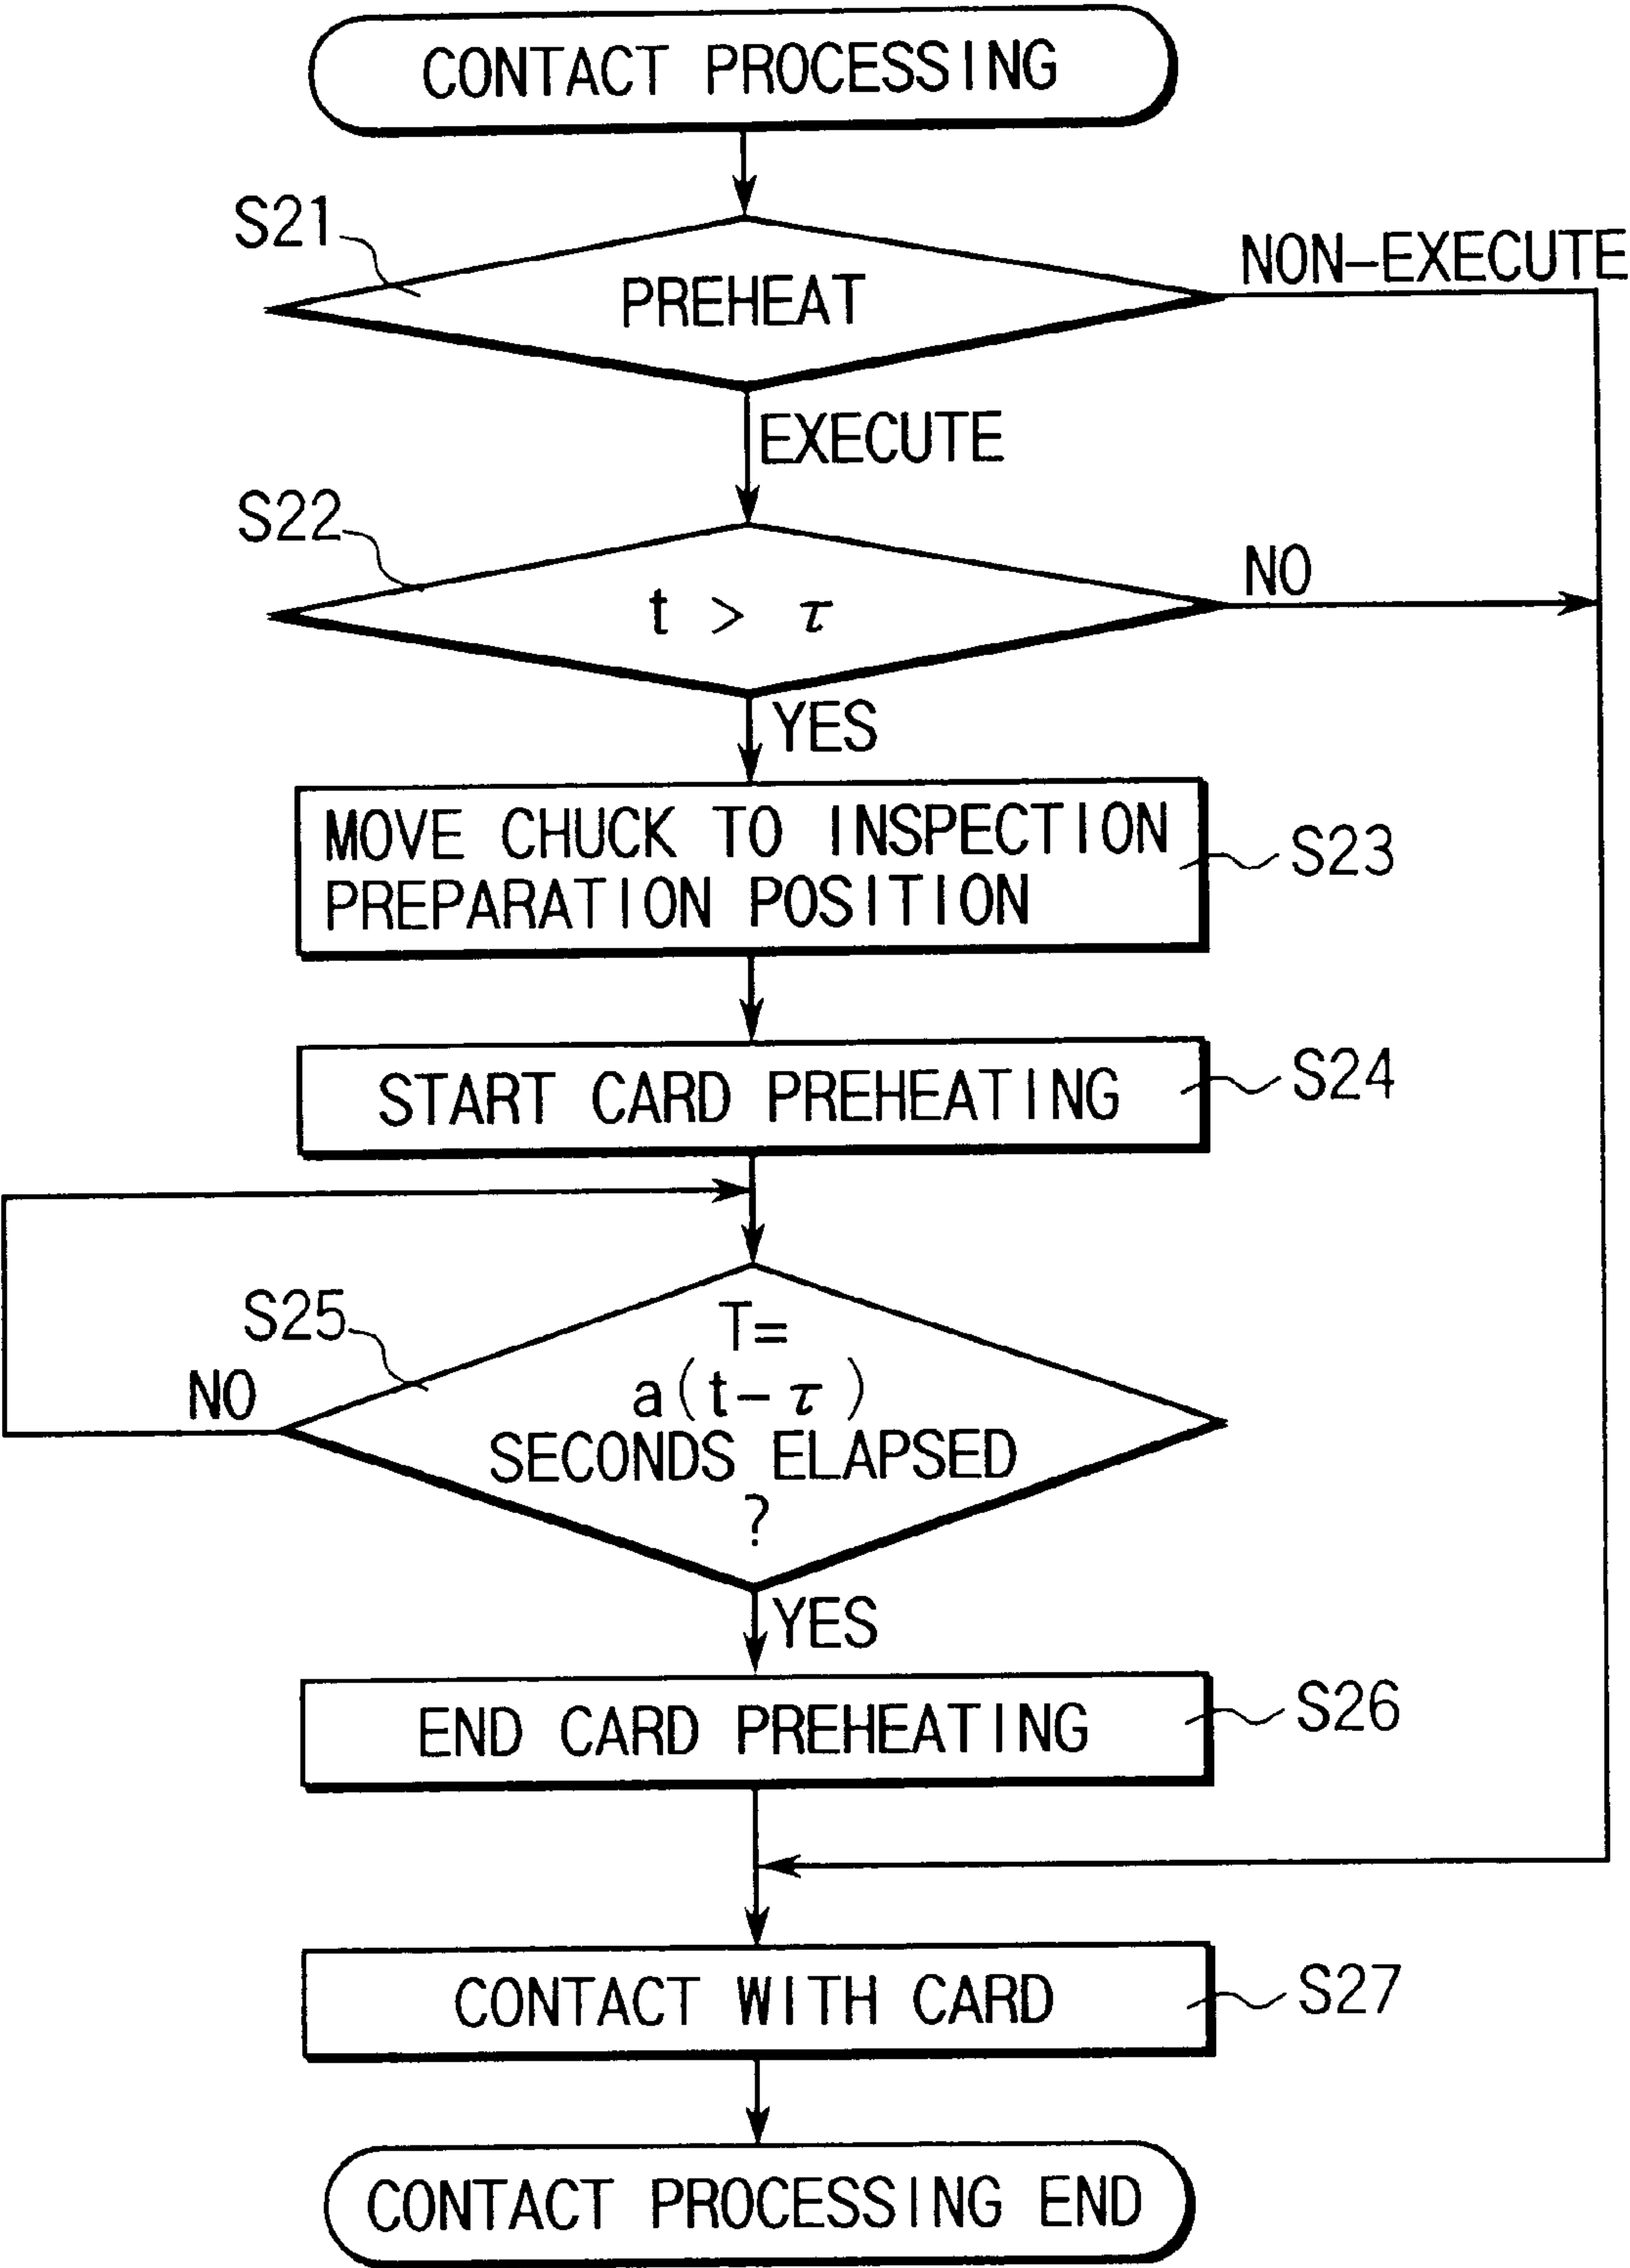 CONTACT PROCESSING
S21
PREHEAT
NON-EXECUTE
EXECUTE
S22
t > τ
NO
YES
MOVE CHUCK TO INSPECTION
PREPARATION POSITION
S23
START CARD PREHEATING
S24
S25
T=
a(t-τ)
SECONDS ELAPSED
?
NO
YES
END CARD PREHEATING
S26
CONTACT WITH CARD
S27
CONTACT PROCESSING END